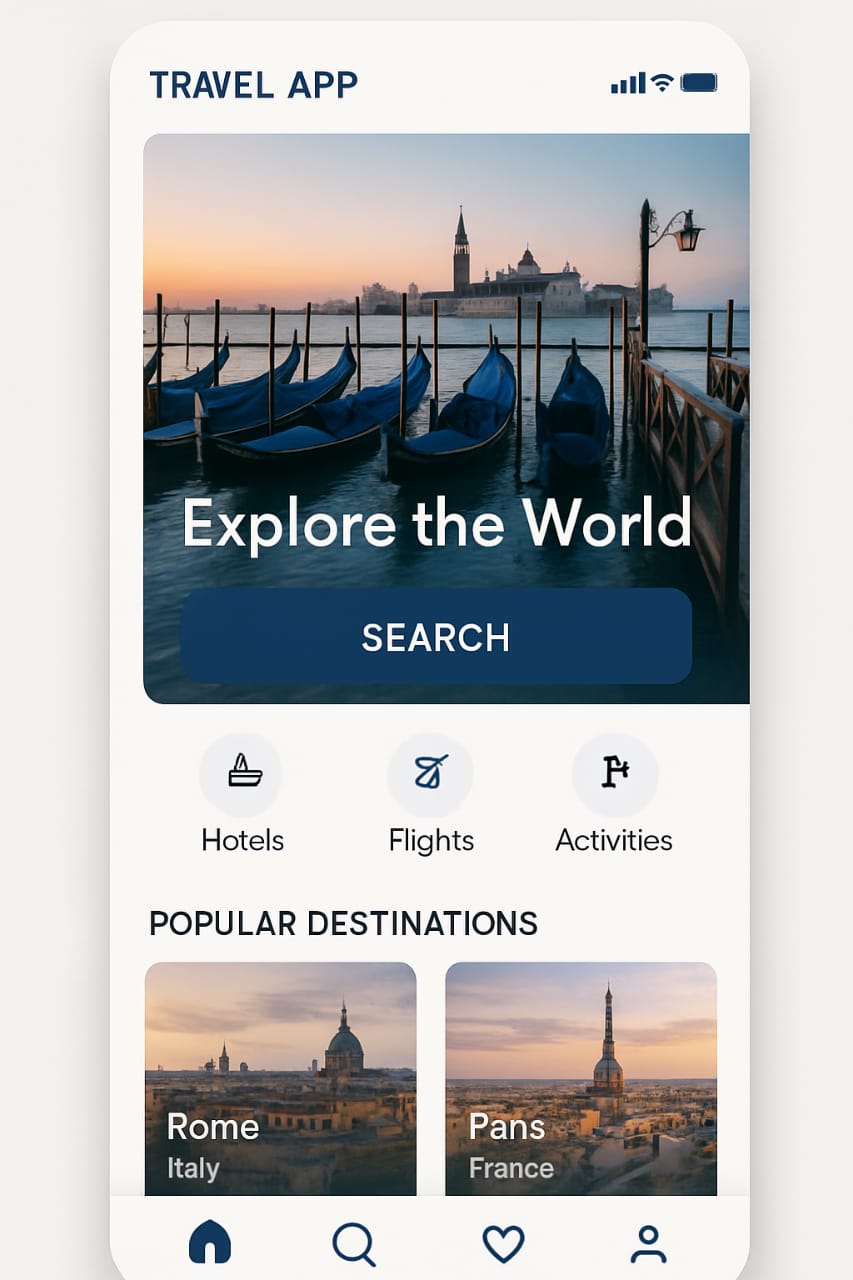 TRAVEL APP
Explore the World
SEARCH
Hotels Flights Activities
POPULAR DESTINATIONS
Rome Pans
Italy France